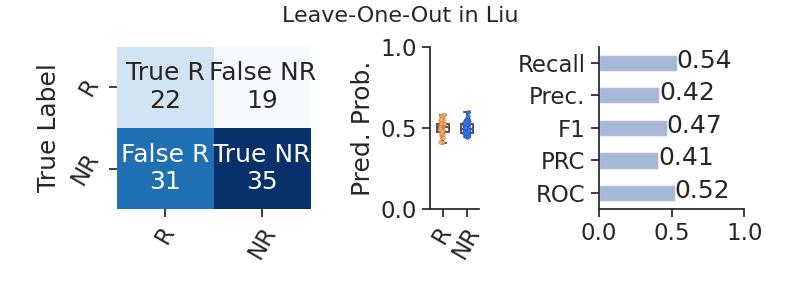 Leave-One-Out in Liu
True Label
R
NR
True R
22
False NR
19
False R
31
True NR
35
R
NR
Pred. Prob.
1.0
0.5
0.0
R
NR
Recall
Prec.
F1
PRC
ROC
0.54
0.42
0.47
0.41
0.52
0.0
0.5
1.0